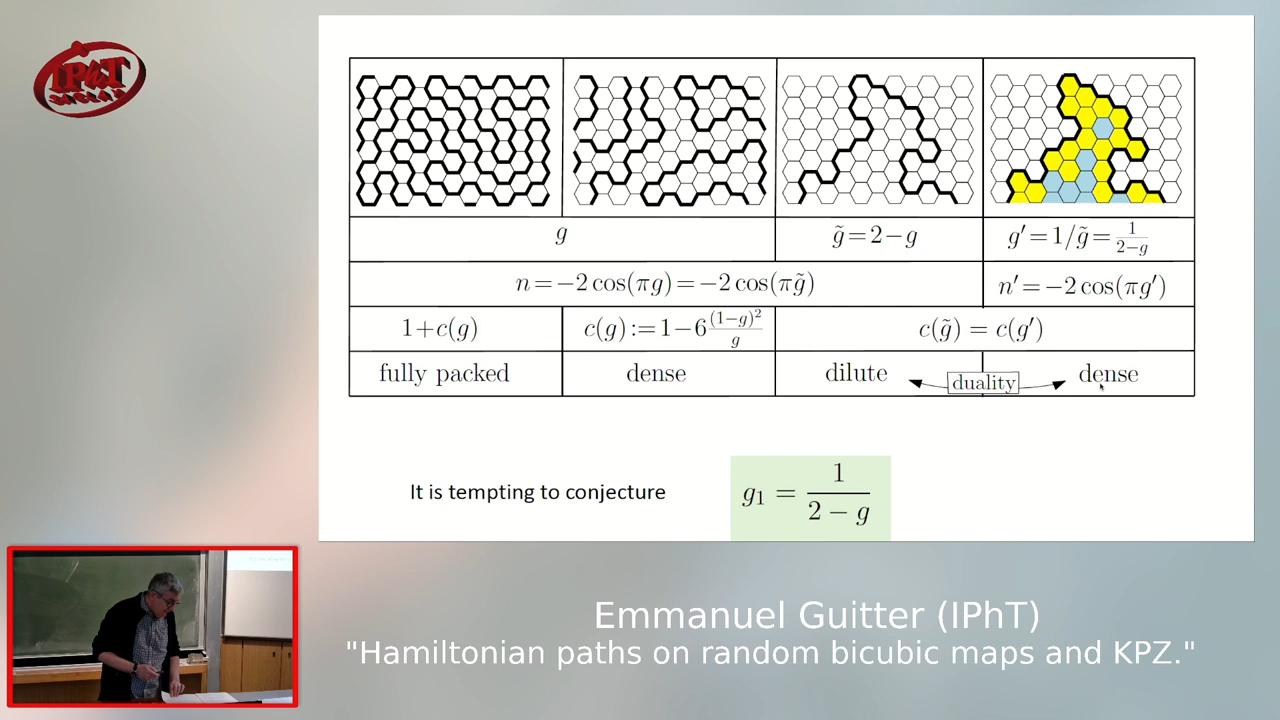 IPhT
SACLAY
g
g̃ = 2−g
g′ = 1/g̃ = 1/(2−g)
n = −2 cos(πg) = −2 cos(πg̃)
n′ = −2 cos(πg′)
1+c(g)
c(g) := 1−6 (1−g)²/g
c(g̃) = c(g′)
fully packed
dense
dilute
duality
dense
It is tempting to conjecture
g₁ = 1/(2 − g)
Emmanuel Guitter (IPhT)
"Hamiltonian paths on random bicubic maps and KPZ."